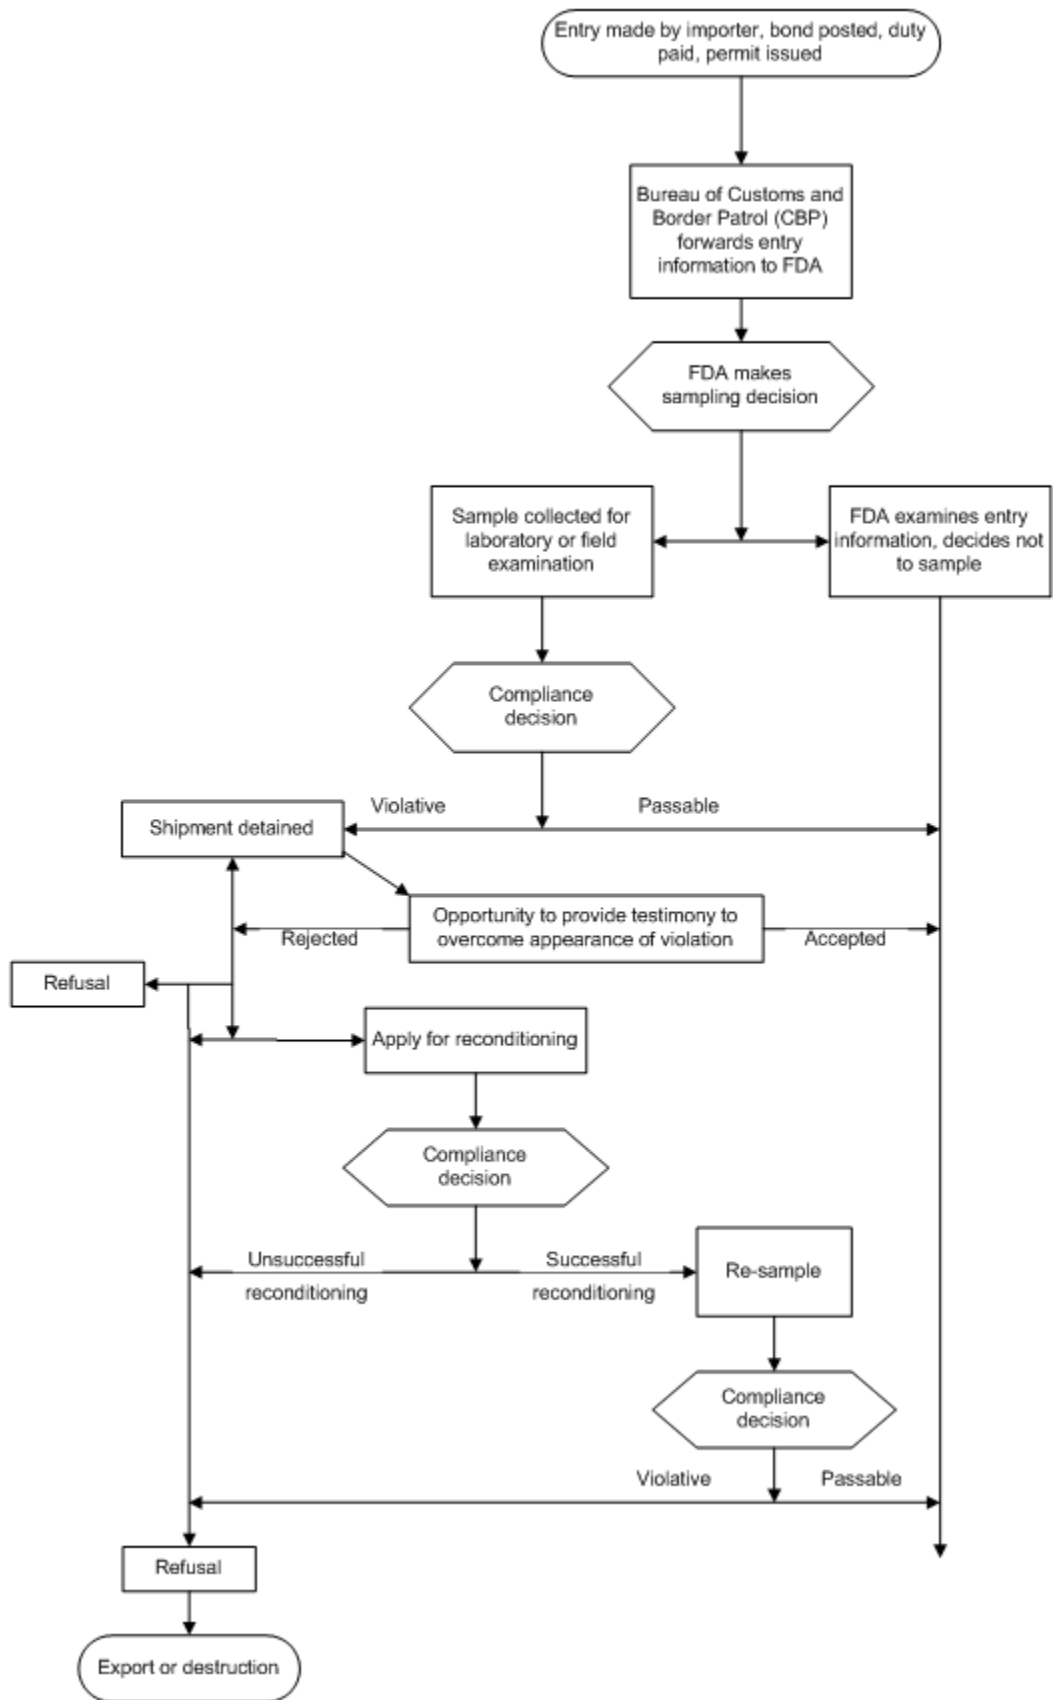 Entry made by importer, bond posted, duty
paid, permit issued
Bureau of Customs and
Border Patrol (CBP)
forwards entry
information to FDA
FDA makes
sampling decision
Sample collected for
laboratory or field
examination
FDA examines entry
information, decides not
to sample
Compliance
decision
Violative
Passable
Shipment detained
Opportunity to provide testimony to
overcome appearance of violation
Rejected
Accepted
Refusal
Apply for reconditioning
Compliance
decision
Unsuccessful
reconditioning
Successful
reconditioning
Re-sample
Compliance
decision
Violative
Passable
Refusal
Export or destruction